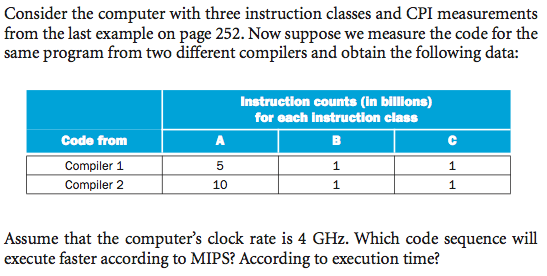 Consider the computer with three instruction classes and CPI measurements
from the last example on page 252. Now suppose we measure the code for the
same program from two different compilers and obtain the following data:
Instruction counts (in billions)
for each instruction class
Code from A B C
Compiler 1 5 1 1
Compiler 2 10 1 1
Assume that the computer's clock rate is 4 GHz. Which code sequence will
execute faster according to MIPS? According to execution time?